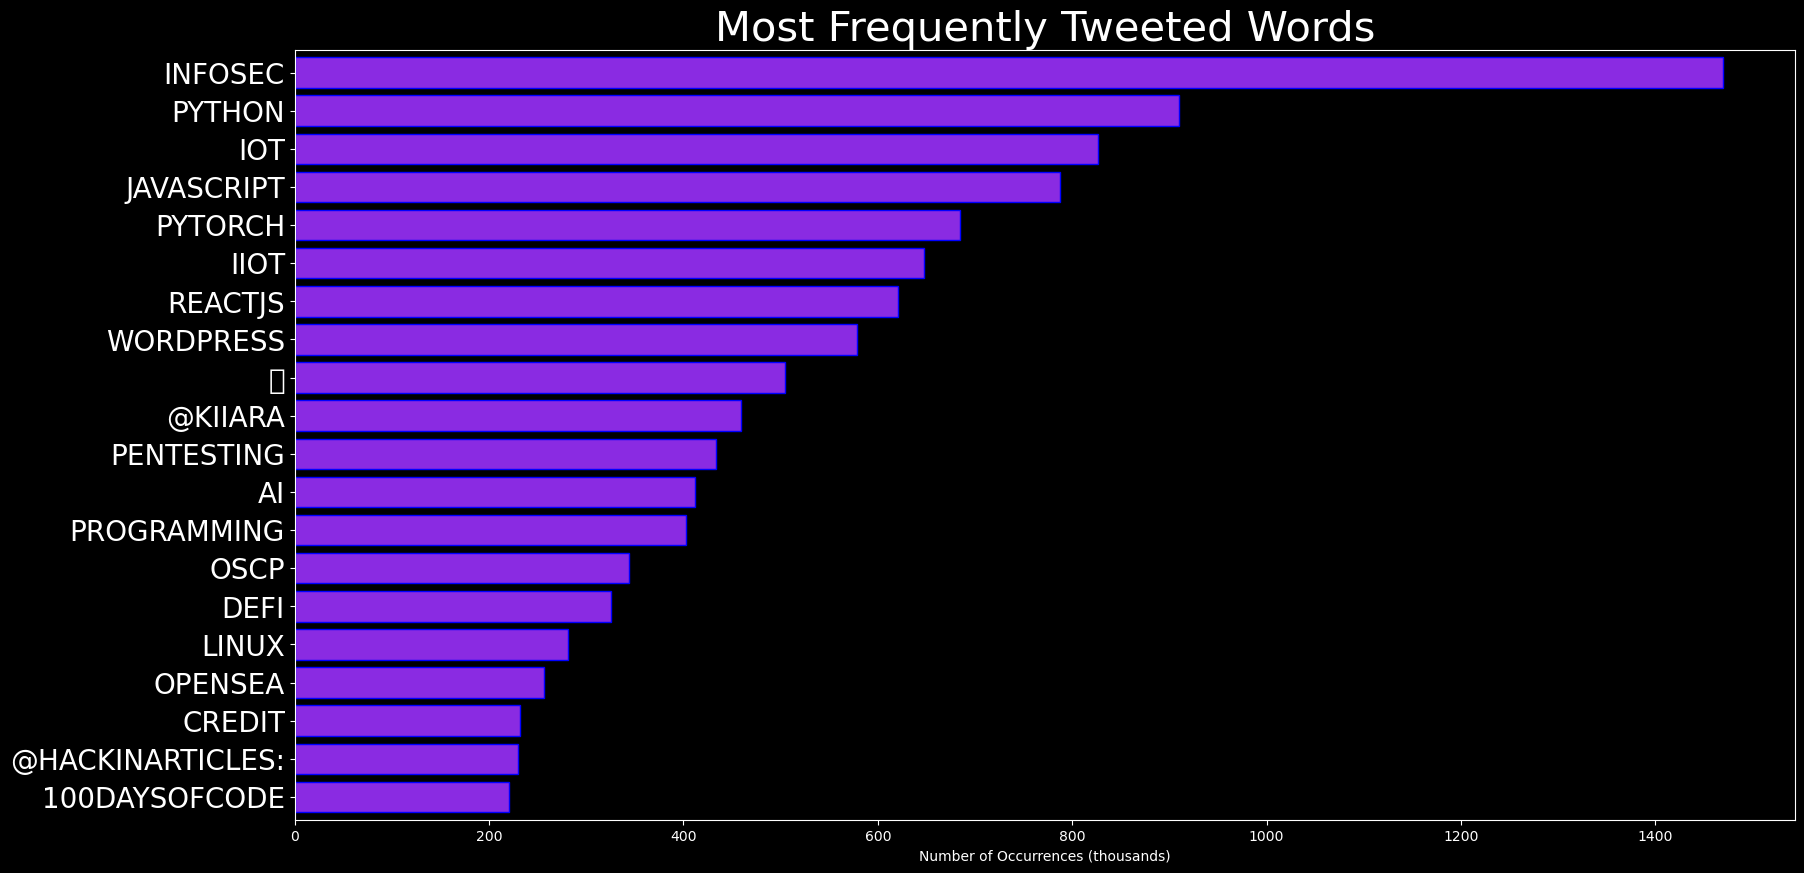 Most Frequently Tweeted Words
INFOSEC
PYTHON
IOT
JAVASCRIPT
PYTORCH
IIOT
REACTJS
WORDPRESS
@KIIARA
PENTESTING
AI
PROGRAMMING
OSCP
DEFI
LINUX
OPENSEA
CREDIT
@HACKINARTICLES:
100DAYSOFCODE
0 200 400 600 800 1000 1200 1400
Number of Occurrences (thousands)